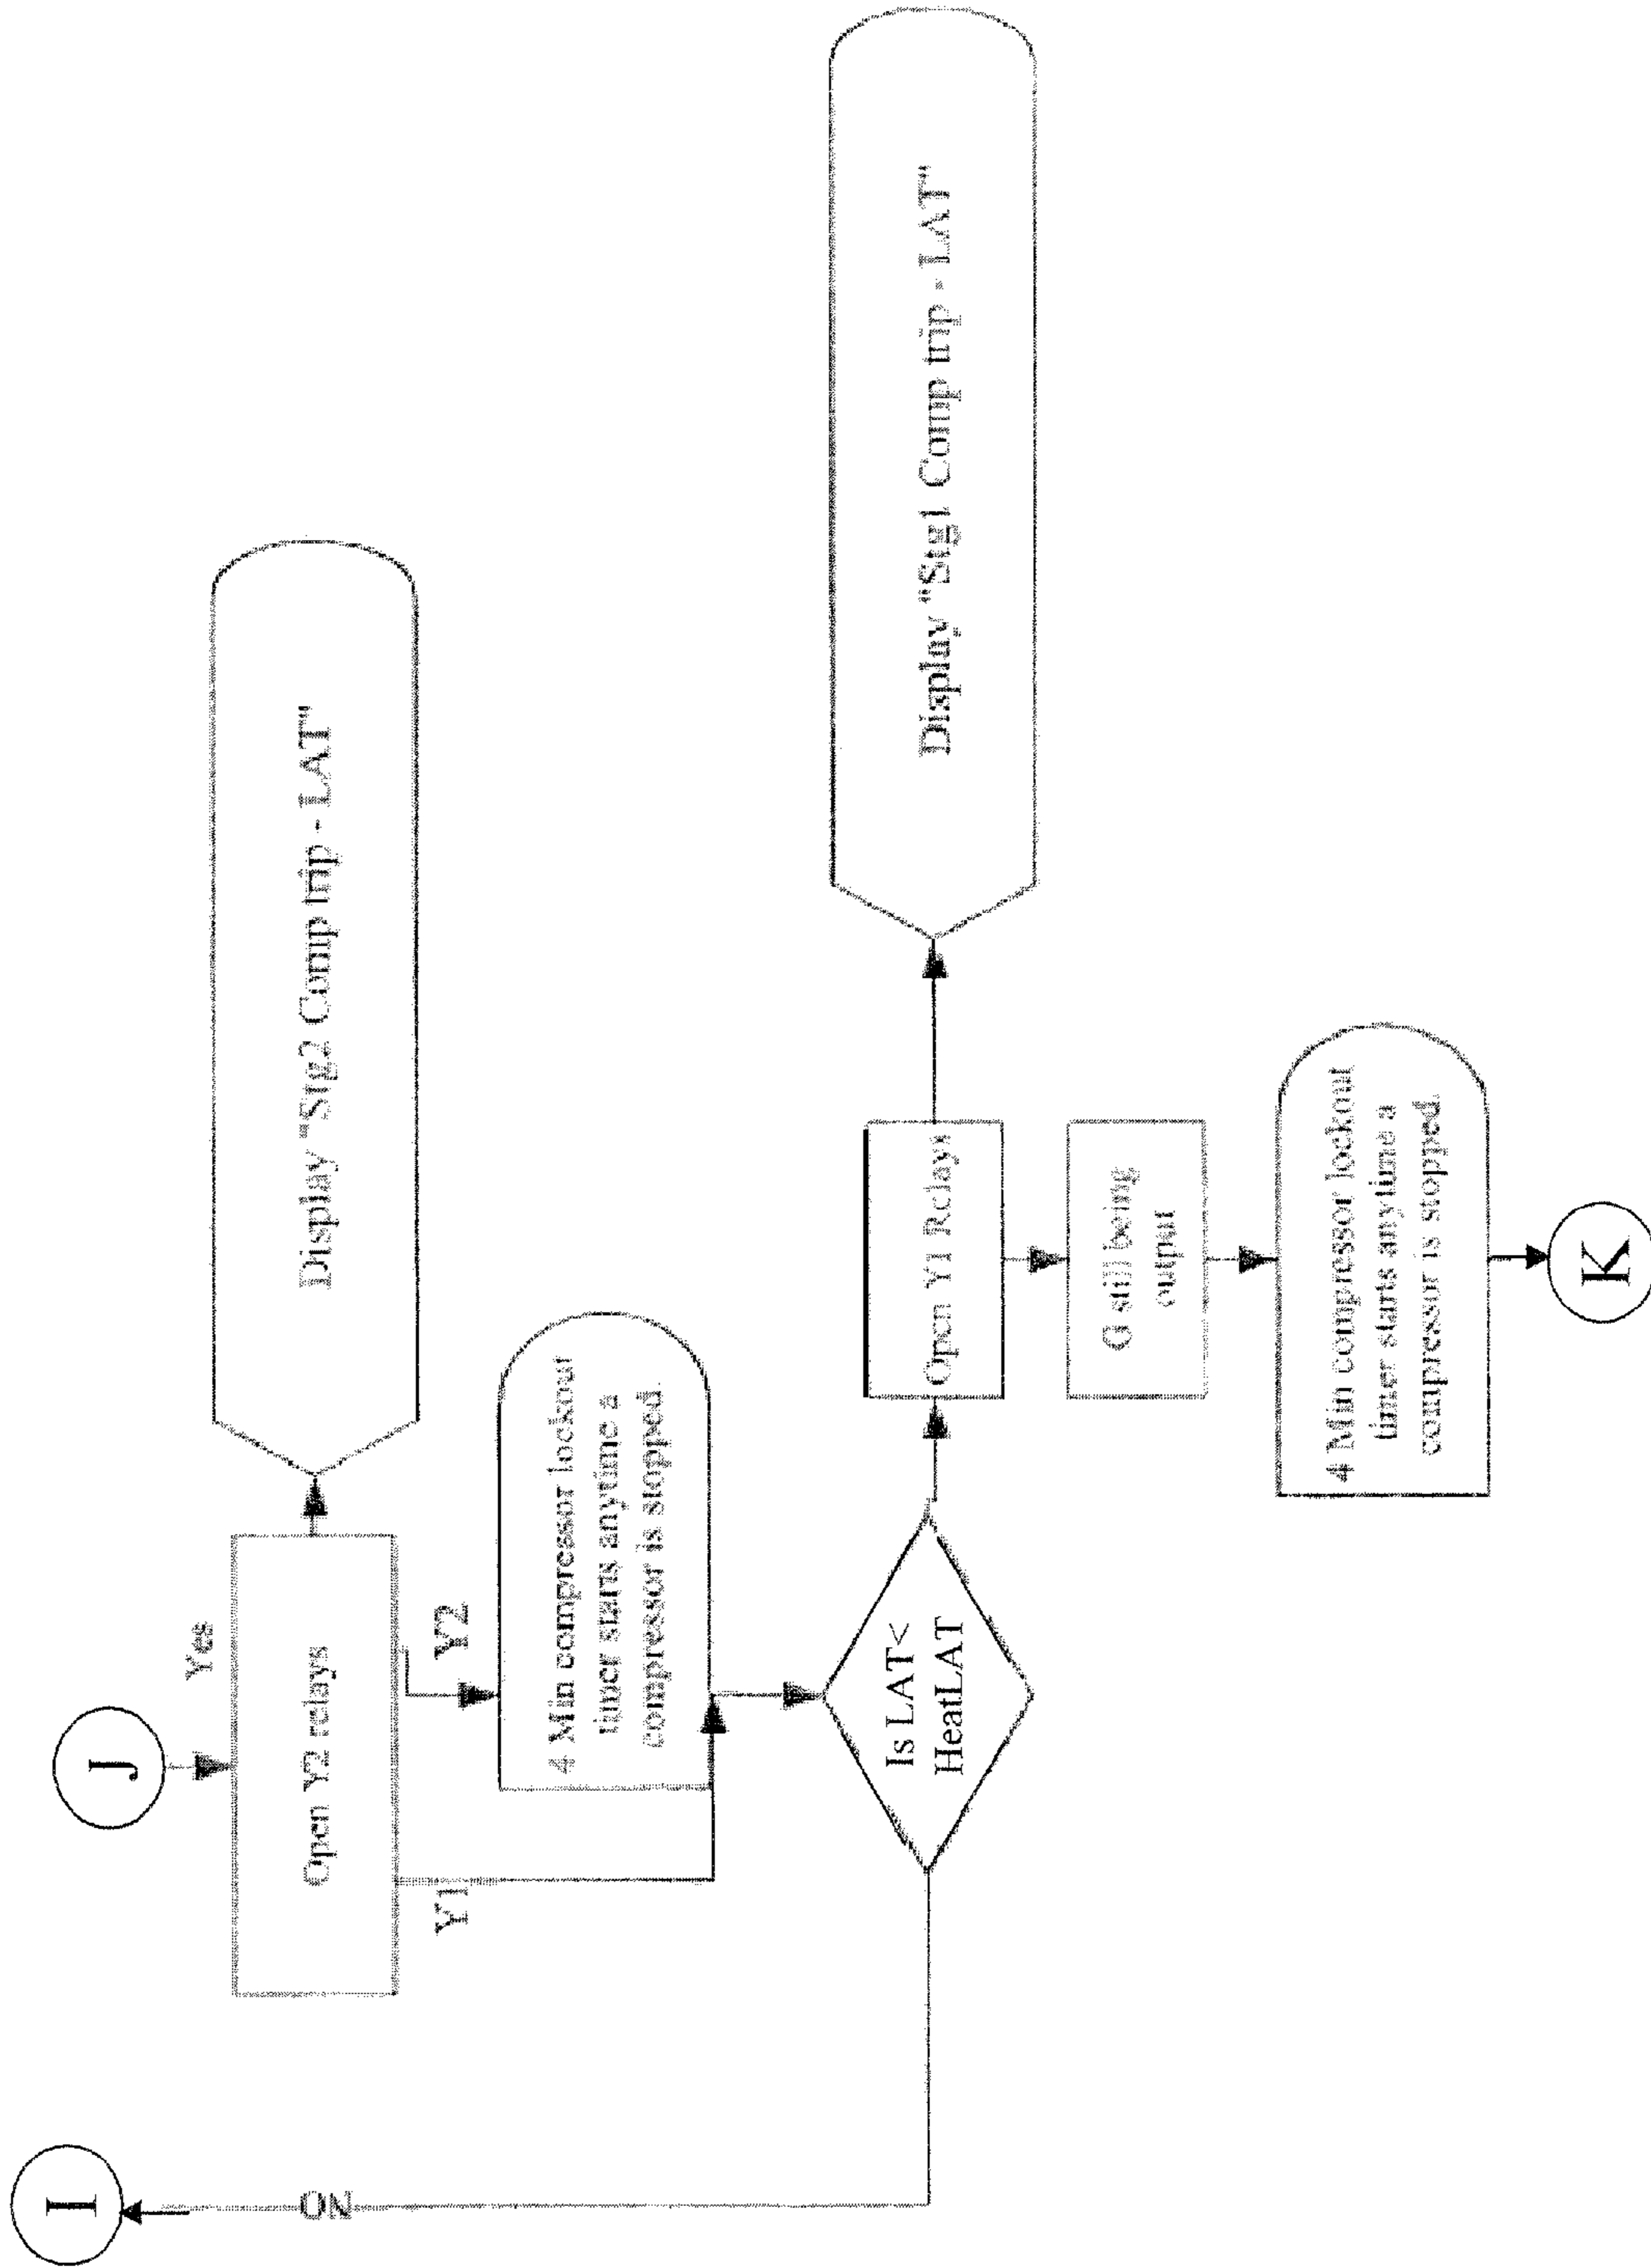 I
NO
J
Yes
Open Y2 relays
Display "Stg2 Comp trip - LAT"
Y1
Y2
4 Min compressor lockout
timer starts anytime a
compressor is stopped.
Is LAT<
HeatLAT
Open Y1 Relays
Display "Stg1 Comp trip - LAT"
G still being
output
4 Min compressor lockout
timer starts anytime a
compressor is stopped.
K